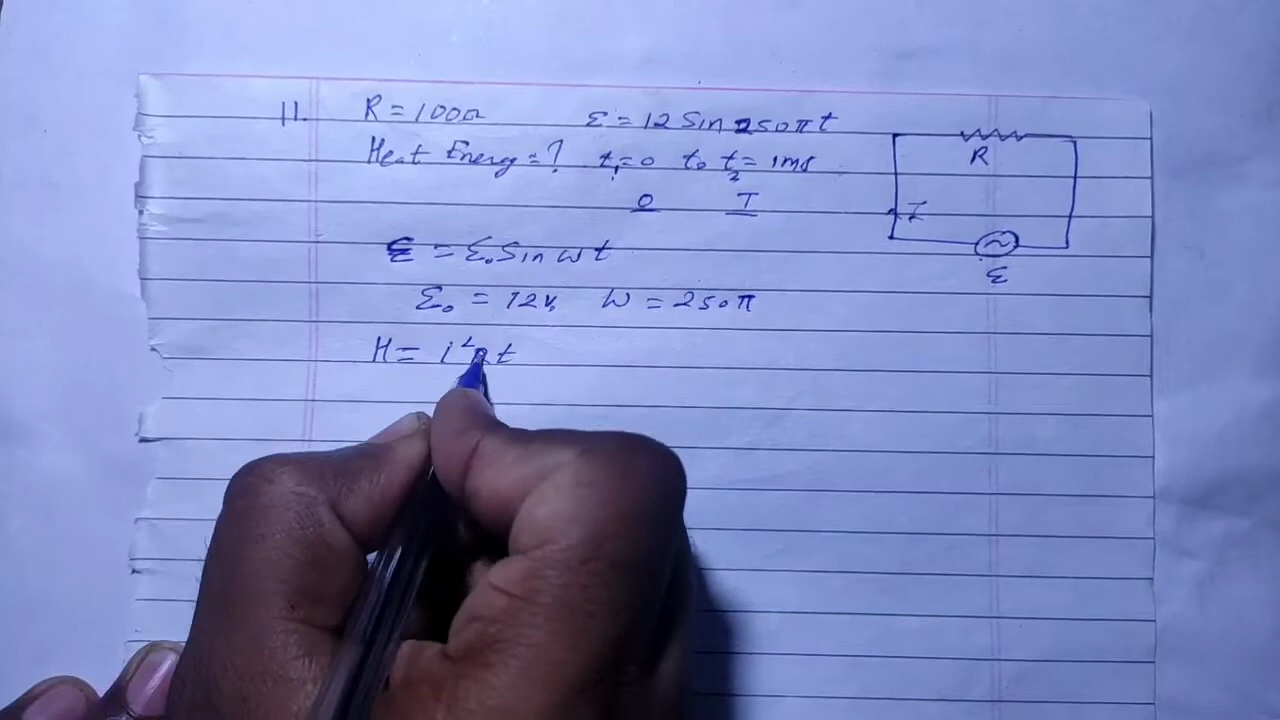 11. R = 100Ω ε = 12 Sin 250πt
Heat Energy = ? t₁ = 0 to t₂ = 1ms
0 T
ε = ε₀ Sin ωt
ε₀ = 12V, ω = 250π
H = i²Rt
R
I
ε